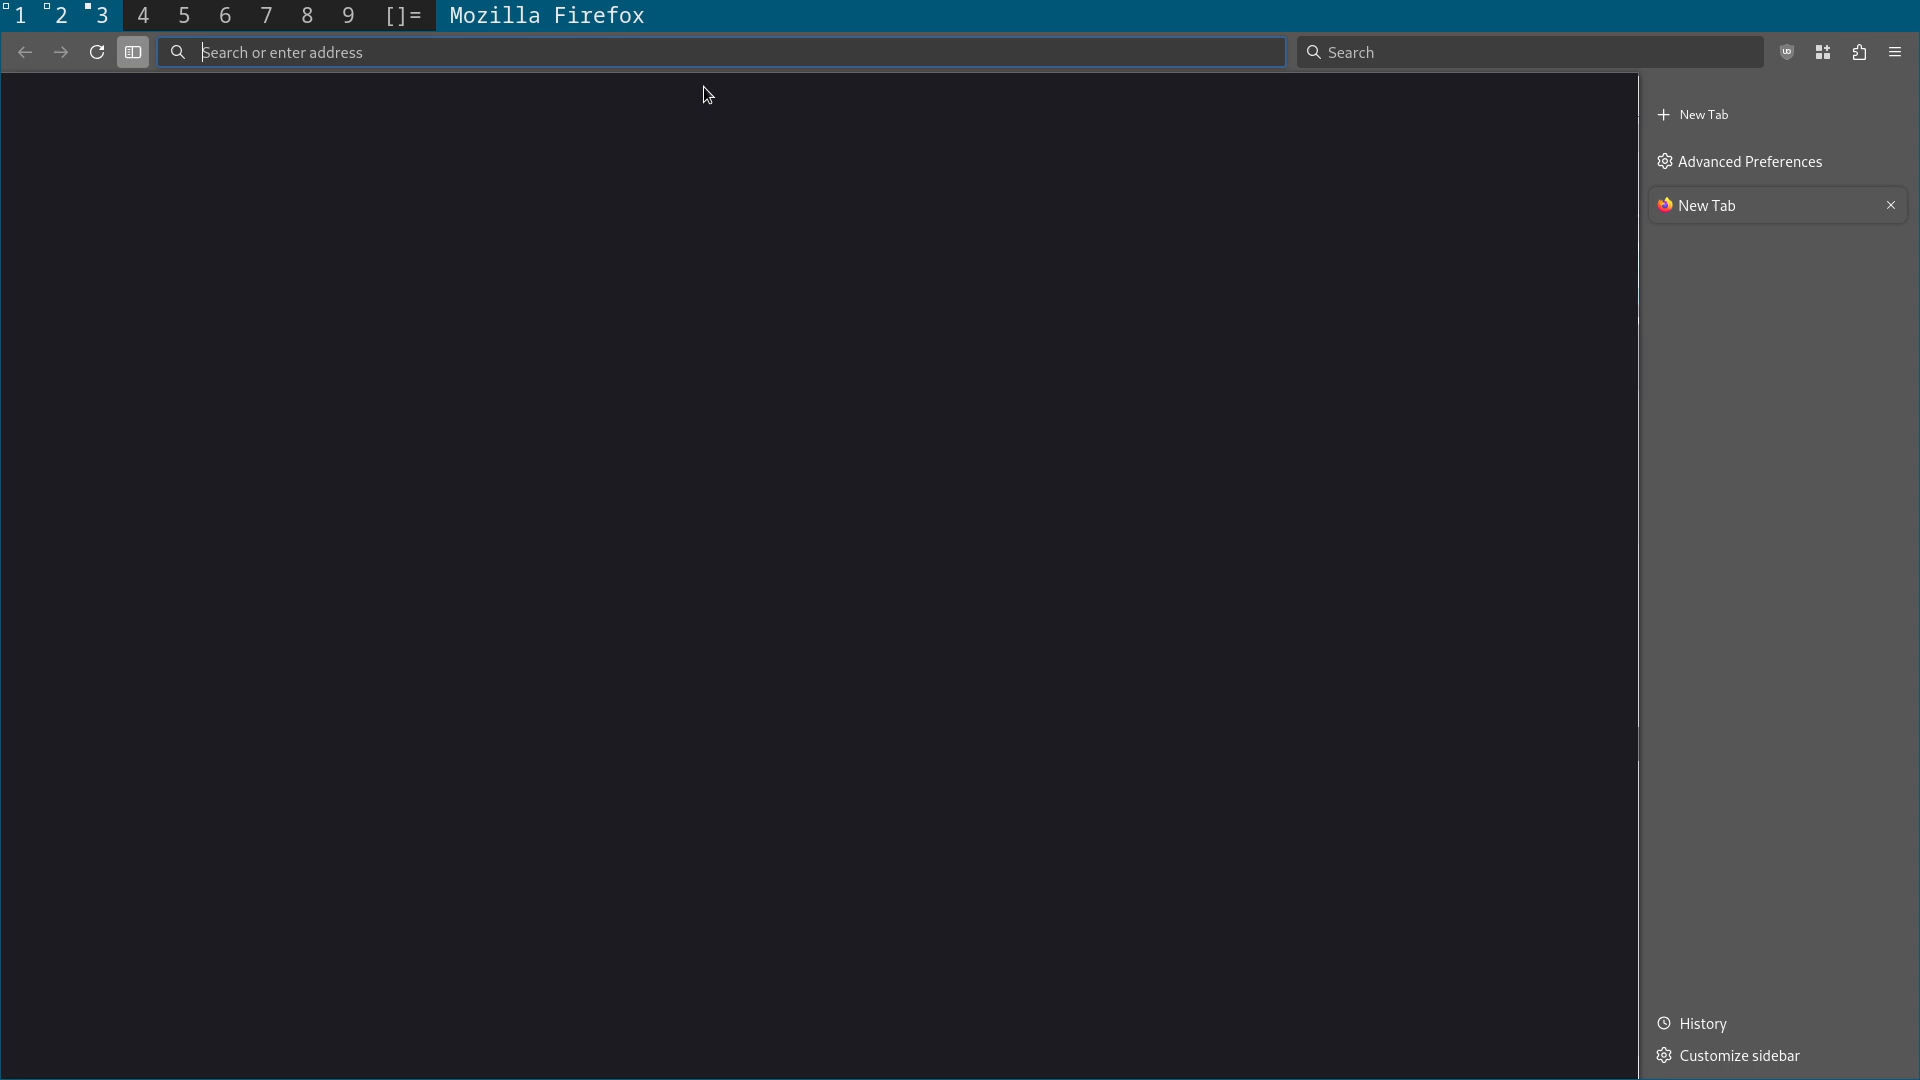 1 2 3 4 5 6 7 8 9 []= Mozilla Firefox
Search or enter address
Search
New Tab
Advanced Preferences
New Tab
History
Customize sidebar